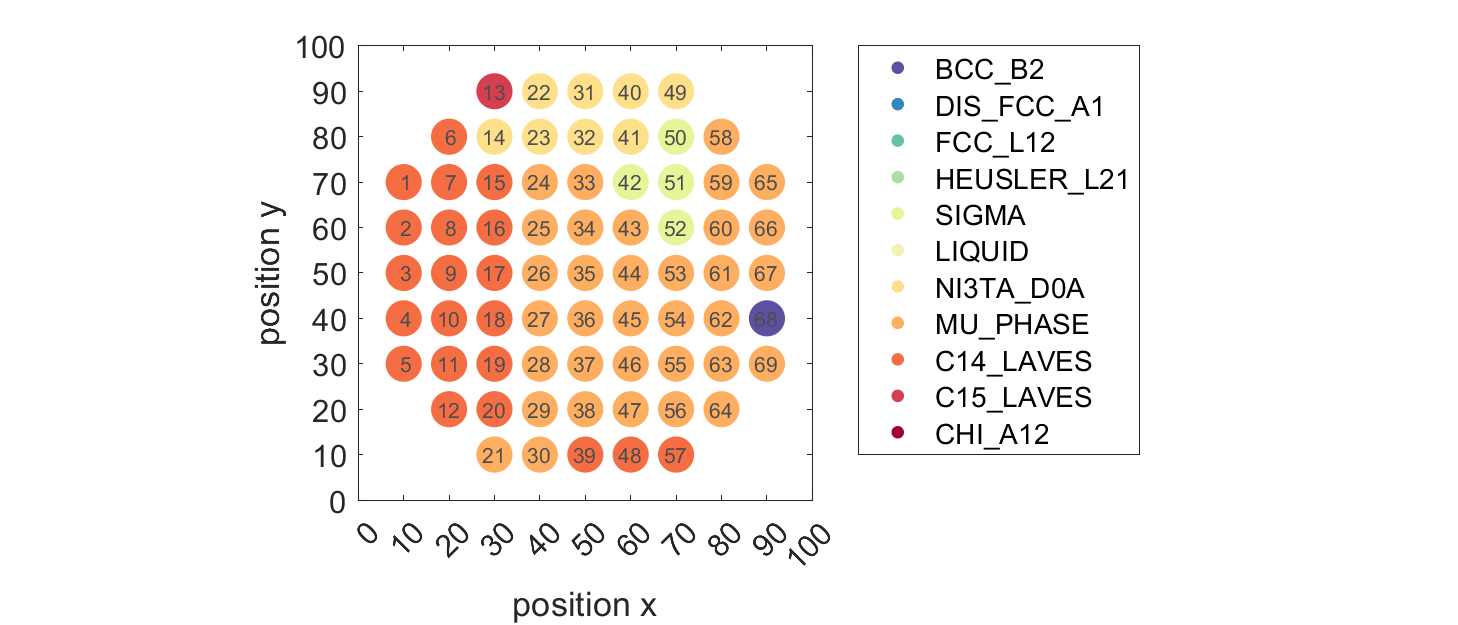 100
90
80
70
60
50
40
30
20
10
0
position y
13 22 31 40 49
6 14 23 32 41 50 58
1 7 15 24 33 42 51 59 65
2 8 16 25 34 43 52 60 66
3 9 17 26 35 44 53 61 67
4 10 18 27 36 45 54 62 68
5 11 19 28 37 46 55 63 69
12 20 29 38 47 56 64
21 30 39 48 57
0 10 20 30 40 50 60 70 80 90 100
position x
BCC_B2
DIS_FCC_A1
FCC_L12
HEUSLER_L21
SIGMA
LIQUID
NI3TA_D0A
MU_PHASE
C14_LAVES
C15_LAVES
CHI_A12